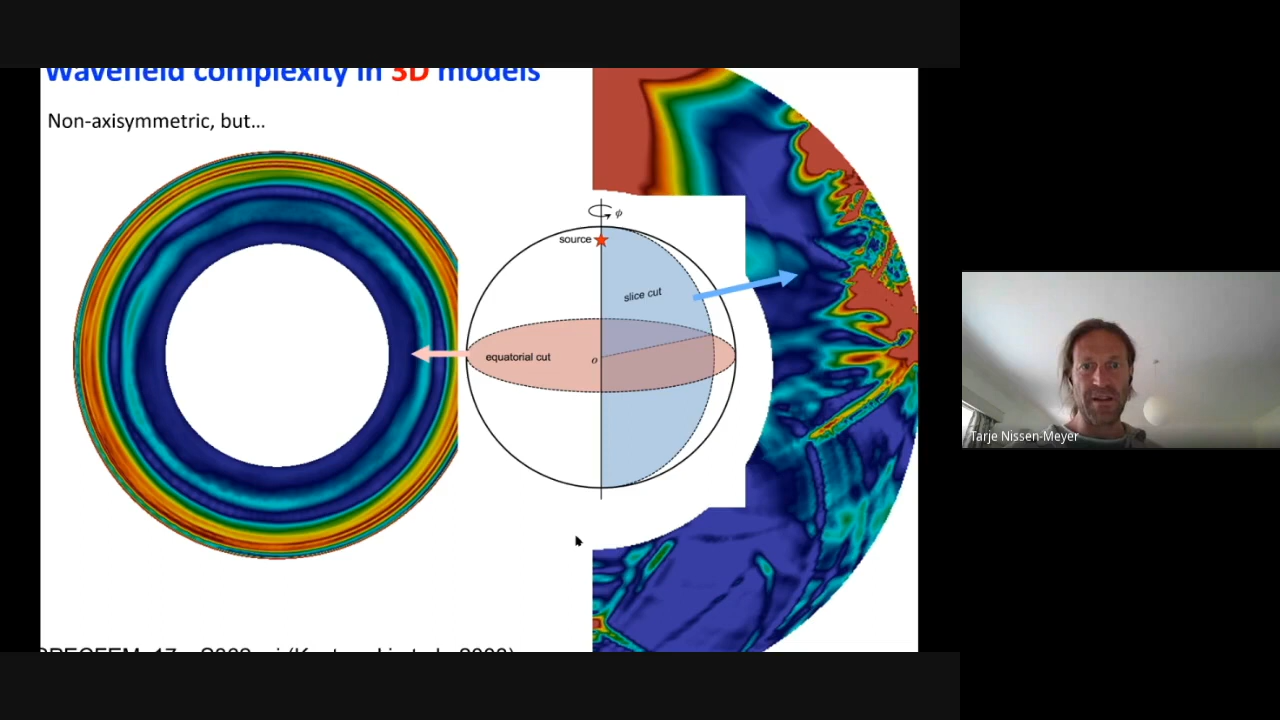 Wavefield complexity in 3D models
Non-axisymmetric, but...
ϕ
source
slice cut
equatorial cut
o
Tarje Nissen-Meyer